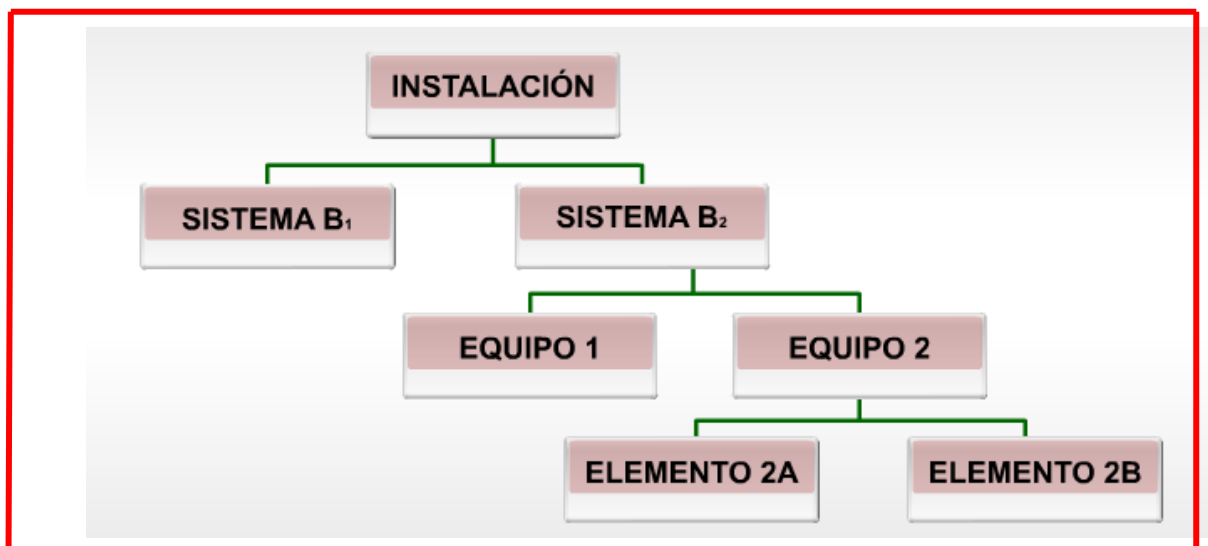 INSTALACIÓN
SISTEMA B₁
SISTEMA B₂
EQUIPO 1
EQUIPO 2
ELEMENTO 2A
ELEMENTO 2B